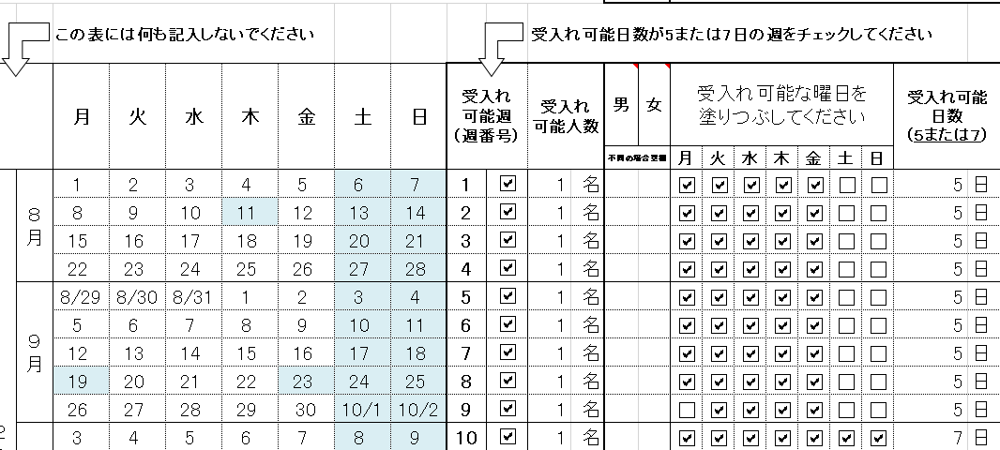 この表には何も記入しないでください 受入れ可能日数が5または7日の週をチェックしてください
月 火 水 木 金 土 日 受入れ可能週(週番号) 受入れ可能人数 男 女 受入れ可能な曜日を塗りつぶしてください 受入れ可能日数(5または7)
不問の場合空欄 月 火 水 木 金 土 日
8月
1 2 3 4 5 6 7 1 1 名 5 日
8 9 10 11 12 13 14 2 1 名 5 日
15 16 17 18 19 20 21 3 1 名 5 日
22 23 24 25 26 27 28 4 1 名 5 日
9月
8/29 8/30 8/31 1 2 3 4 5 1 名 5 日
5 6 7 8 9 10 11 6 1 名 5 日
12 13 14 15 16 17 18 7 1 名 5 日
19 20 21 22 23 24 25 8 1 名 5 日
26 27 28 29 30 10/1 10/2 9 1 名 5 日
3 4 5 6 7 8 9 10 1 名 7 日